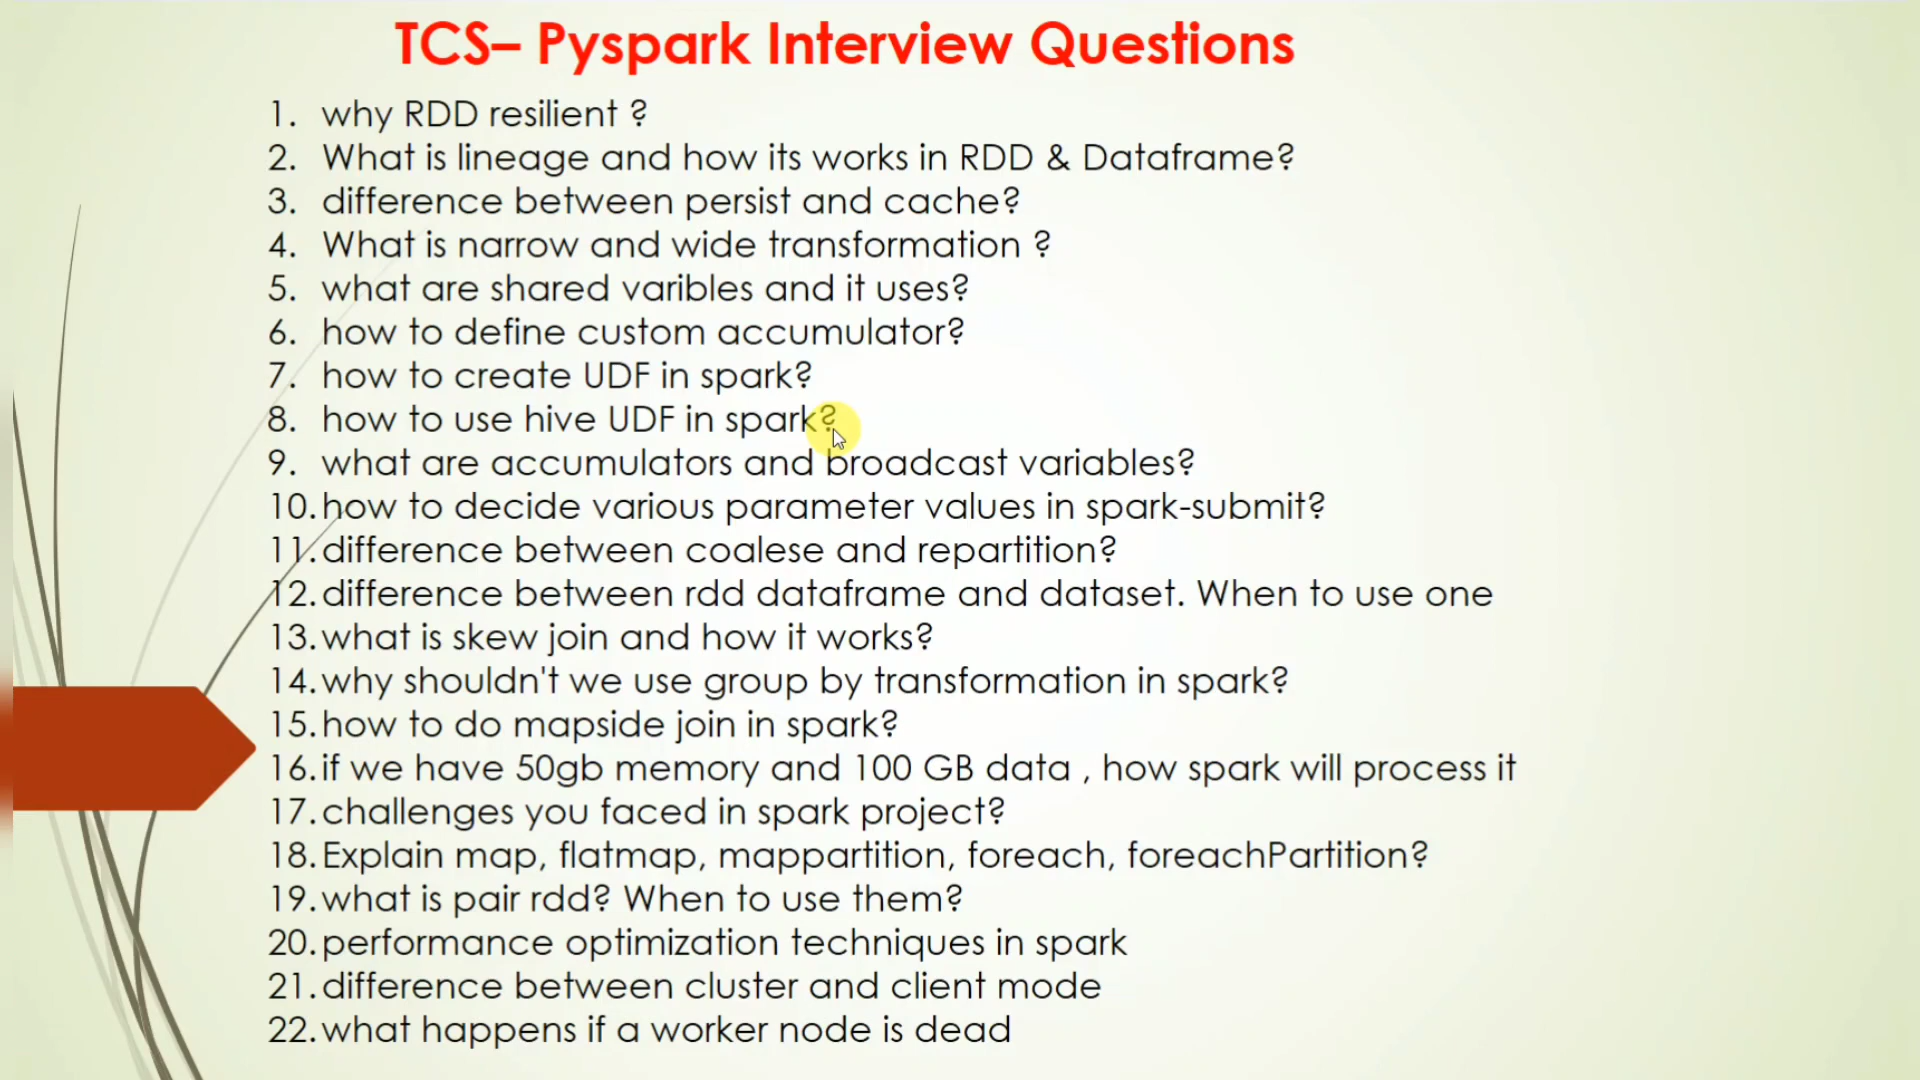 TCS– Pyspark Interview Questions
1. why RDD resilient ?
2. What is lineage and how its works in RDD & Dataframe?
3. difference between persist and cache?
4. What is narrow and wide transformation ?
5. what are shared varibles and it uses?
6. how to define custom accumulator?
7. how to create UDF in spark?
8. how to use hive UDF in spark?
9. what are accumulators and broadcast variables?
10. how to decide various parameter values in spark-submit?
11. difference between coalese and repartition?
12. difference between rdd dataframe and dataset. When to use one
13. what is skew join and how it works?
14. why shouldn't we use group by transformation in spark?
15. how to do mapside join in spark?
16. if we have 50gb memory and 100 GB data , how spark will process it
17. challenges you faced in spark project?
18. Explain map, flatmap, mappartition, foreach, foreachPartition?
19. what is pair rdd? When to use them?
20. performance optimization techniques in spark
21. difference between cluster and client mode
22. what happens if a worker node is dead